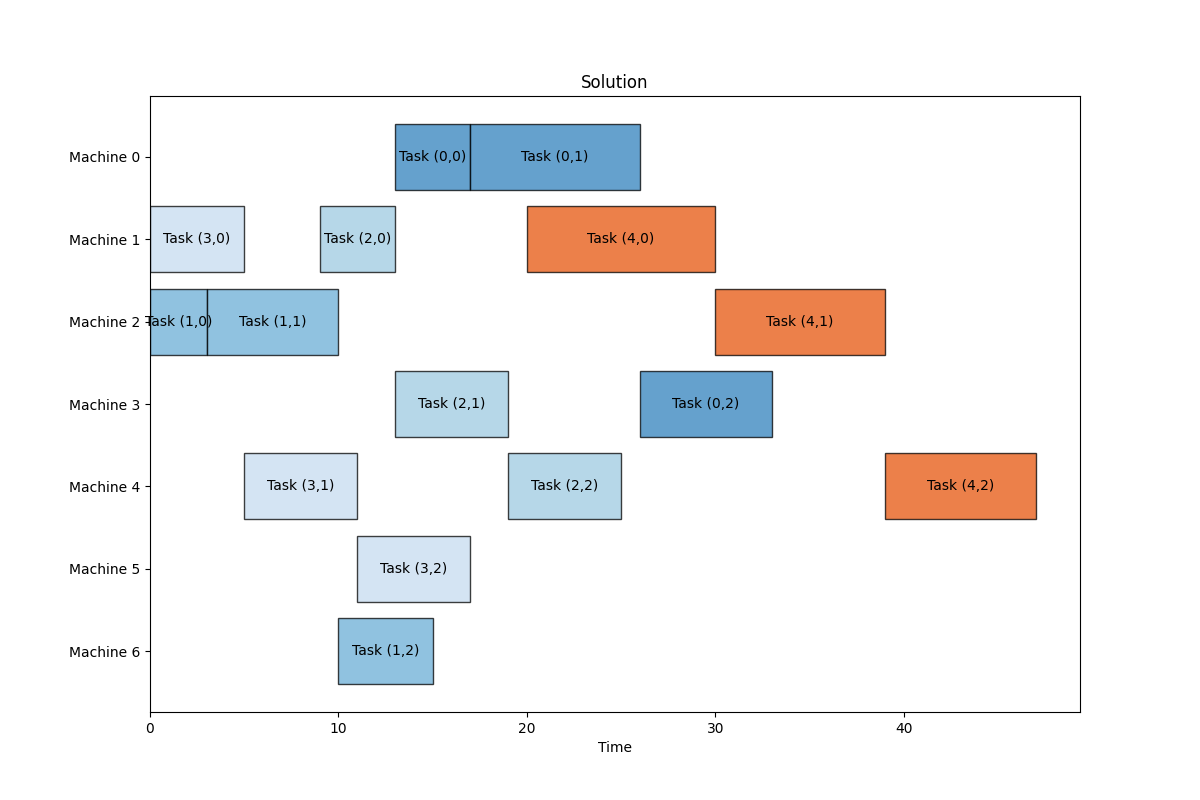 Solution
Machine 0
Task (0,0)
Task (0,1)
Machine 1
Task (3,0)
Task (2,0)
Task (4,0)
Machine 2
Task (1,0)
Task (1,1)
Task (4,1)
Machine 3
Task (2,1)
Task (0,2)
Machine 4
Task (3,1)
Task (2,2)
Task (4,2)
Machine 5
Task (3,2)
Machine 6
Task (1,2)
0 10 20 30 40
Time